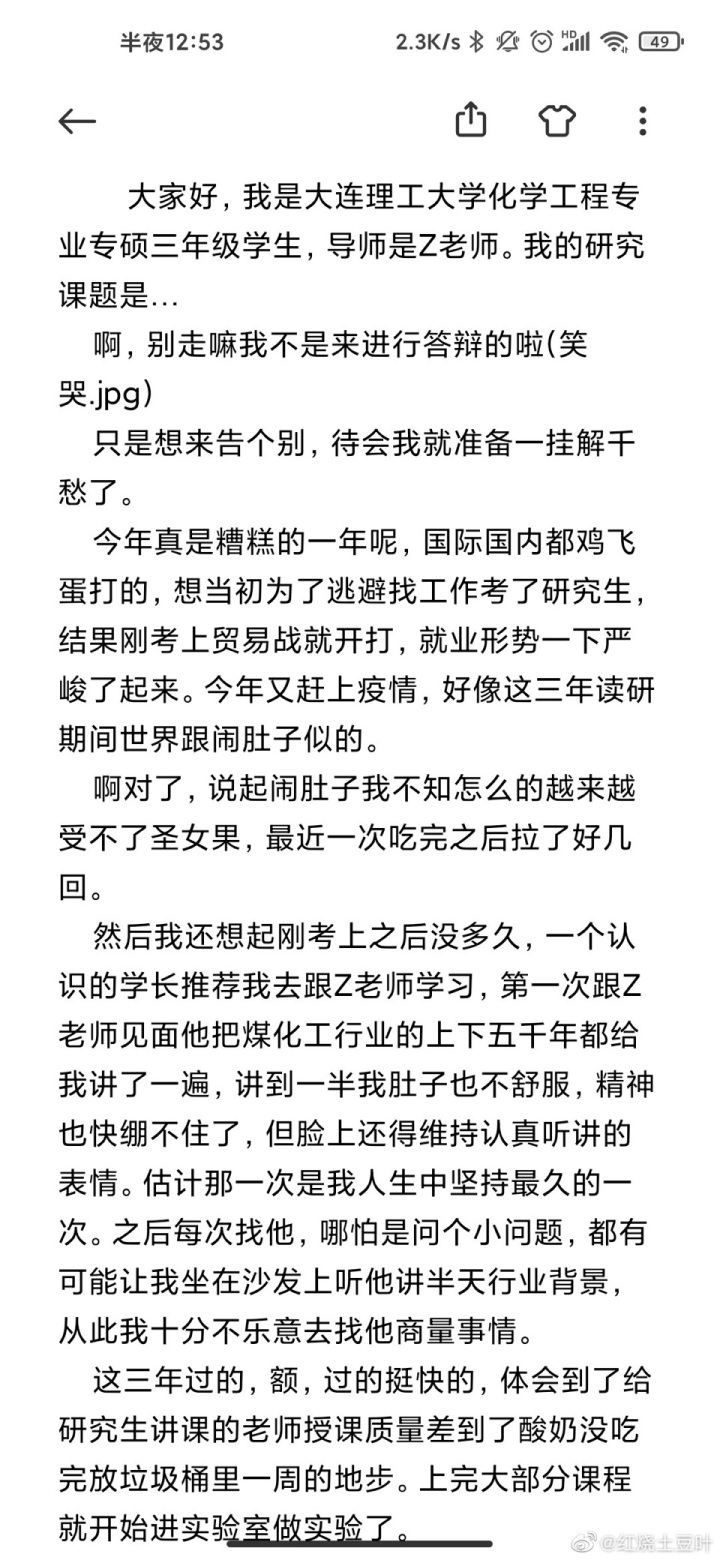 半夜12:53
2.3K/s
HD
49
大家好，我是大连理工大学化学工程专
业专硕三年级学生，导师是Z老师。我的研究
课题是...
啊，别走嘛我不是来进行答辩的啦(笑
哭.jpg)
只是想来告个别，待会我就准备一挂解千
愁了。
今年真是糟糕的一年呢，国际国内都鸡飞
蛋打的，想当初为了逃避找工作考了研究生，
结果刚考上贸易战就开打，就业形势一下严
峻了起来。今年又赶上疫情，好像这三年读研
期间世界跟闹肚子似的。
啊对了，说起闹肚子我不知怎么的越来越
受不了圣女果，最近一次吃完之后拉了好几
回。
然后我还想起刚考上之后没多久，一个认
识的学长推荐我去跟Z老师学习，第一次跟Z
老师见面他把煤化工行业的上下五千年都给
我讲了一遍，讲到一半我肚子也不舒服，精神
也快绷不住了，但脸上还得维持认真听讲的
表情。估计那一次是我人生中坚持最久的一
次。之后每次找他，哪怕是问个小问题，都有
可能让我坐在沙发上听他讲半天行业背景，
从此我十分不乐意去找他商量事情。
这三年过的，额，过的挺快的，体会到了给
研究生讲课的老师授课质量差到了酸奶没吃
完放垃圾桶里一周的地步。上完大部分课程
就开始进实验室做实验了。
@红烧土豆叶